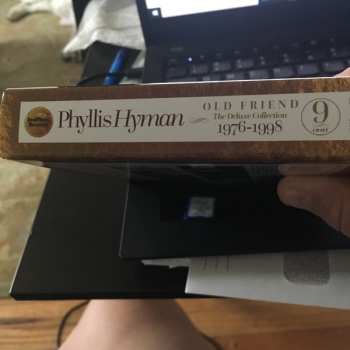 Phyllis Hyman
OLD FRIEND
The Deluxe Collection
1976-1998
9